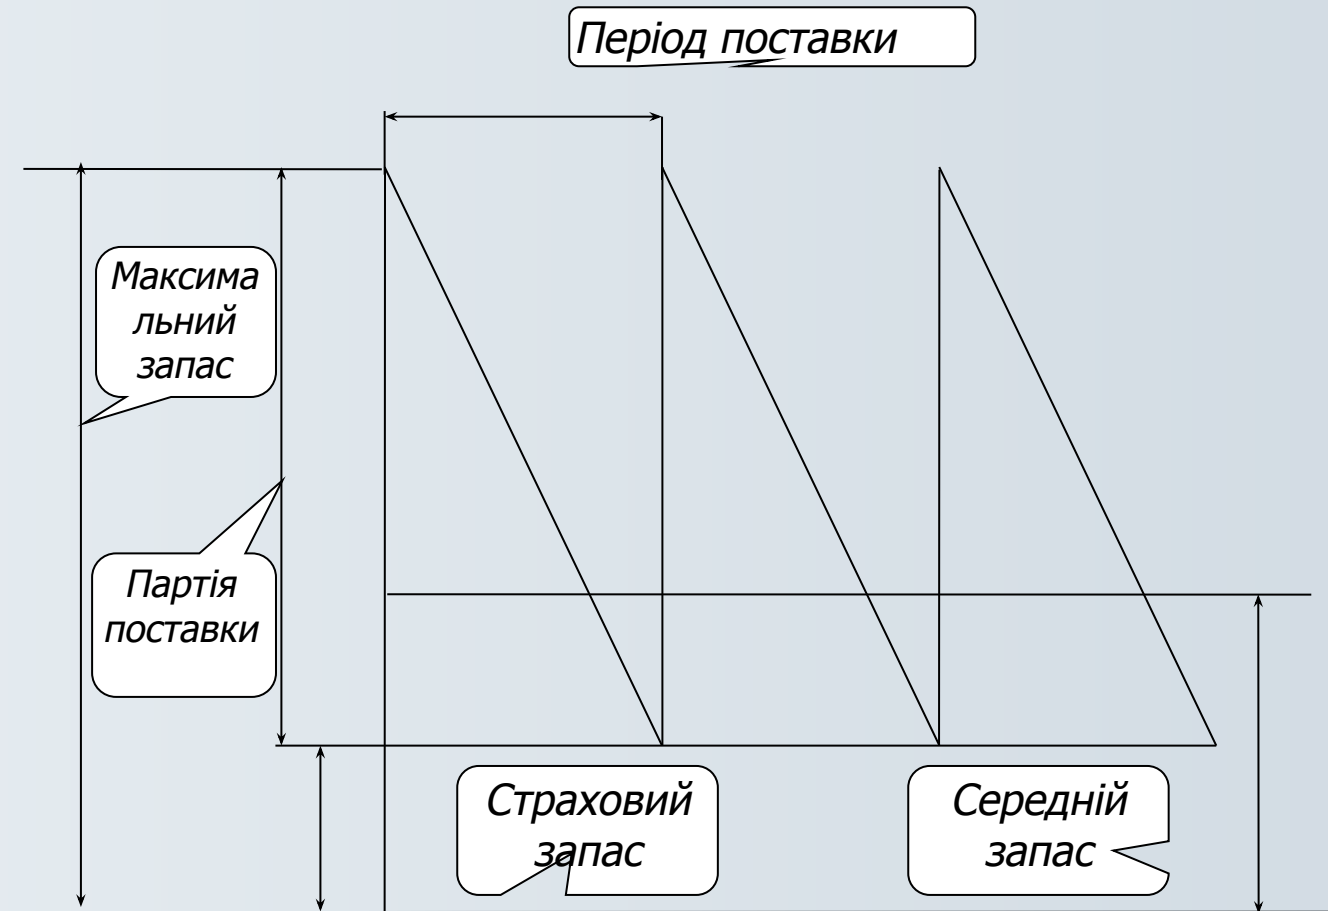 Період поставки
Максима
льний
запас
Партія
поставки
Страховий
запас
Середній
запас